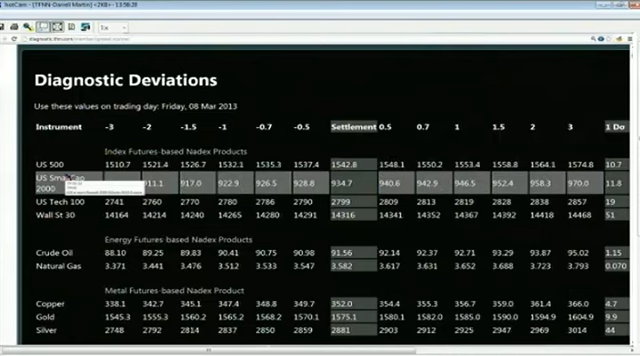 NetCam - [TFNN-Darrell Martin] <2KB> - 13:58:28
1x
Diagnostic Deviations
Use these values on trading day: Friday, 08 Mar 2013
Instrument -3 -2 -1.5 -1 -0.7 -0.5 Settlement 0.5 0.7 1 1.5 2 3 1 Do
Index Futures-based Nadex Products
US 500 1510.7 1521.4 1526.7 1532.1 1535.3 1537.4 1542.8 1548.1 1550.2 1553.4 1558.8 1564.1 1574.8 10.7
US SmallCap
2000 911.1 917.0 922.9 926.5 928.8 934.7 940.6 942.9 946.5 952.4 958.3 970.0 11.8
US Tech 100 2741 2760 2770 2780 2786 2790 2799 2809 2813 2819 2828 2838 2857 19
Wall St 30 14164 14214 14240 14265 14280 14291 14316 14341 14352 14367 14392 14418 14468 51
Energy Futures-based Nadex Products
Crude Oil 88.10 89.25 89.83 90.41 90.75 90.98 91.56 92.14 92.37 92.71 93.29 93.87 95.02 1.15
Natural Gas 3.371 3.441 3.476 3.512 3.533 3.547 3.582 3.617 3.631 3.652 3.688 3.723 3.793 0.070
Metal Futures-based Nadex Products
Copper 338.1 342.7 345.1 347.4 348.8 349.7 352.0 354.4 355.3 356.7 359.0 361.4 366.0 4.7
Gold 1545.3 1555.3 1560.2 1565.2 1568.2 1570.1 1575.1 1580.1 1582.0 1585.0 1590.0 1594.9 1604.9 9.9
Silver 2748 2792 2814 2837 2850 2859 2881 2903 2912 2925 2947 2969 3014 44